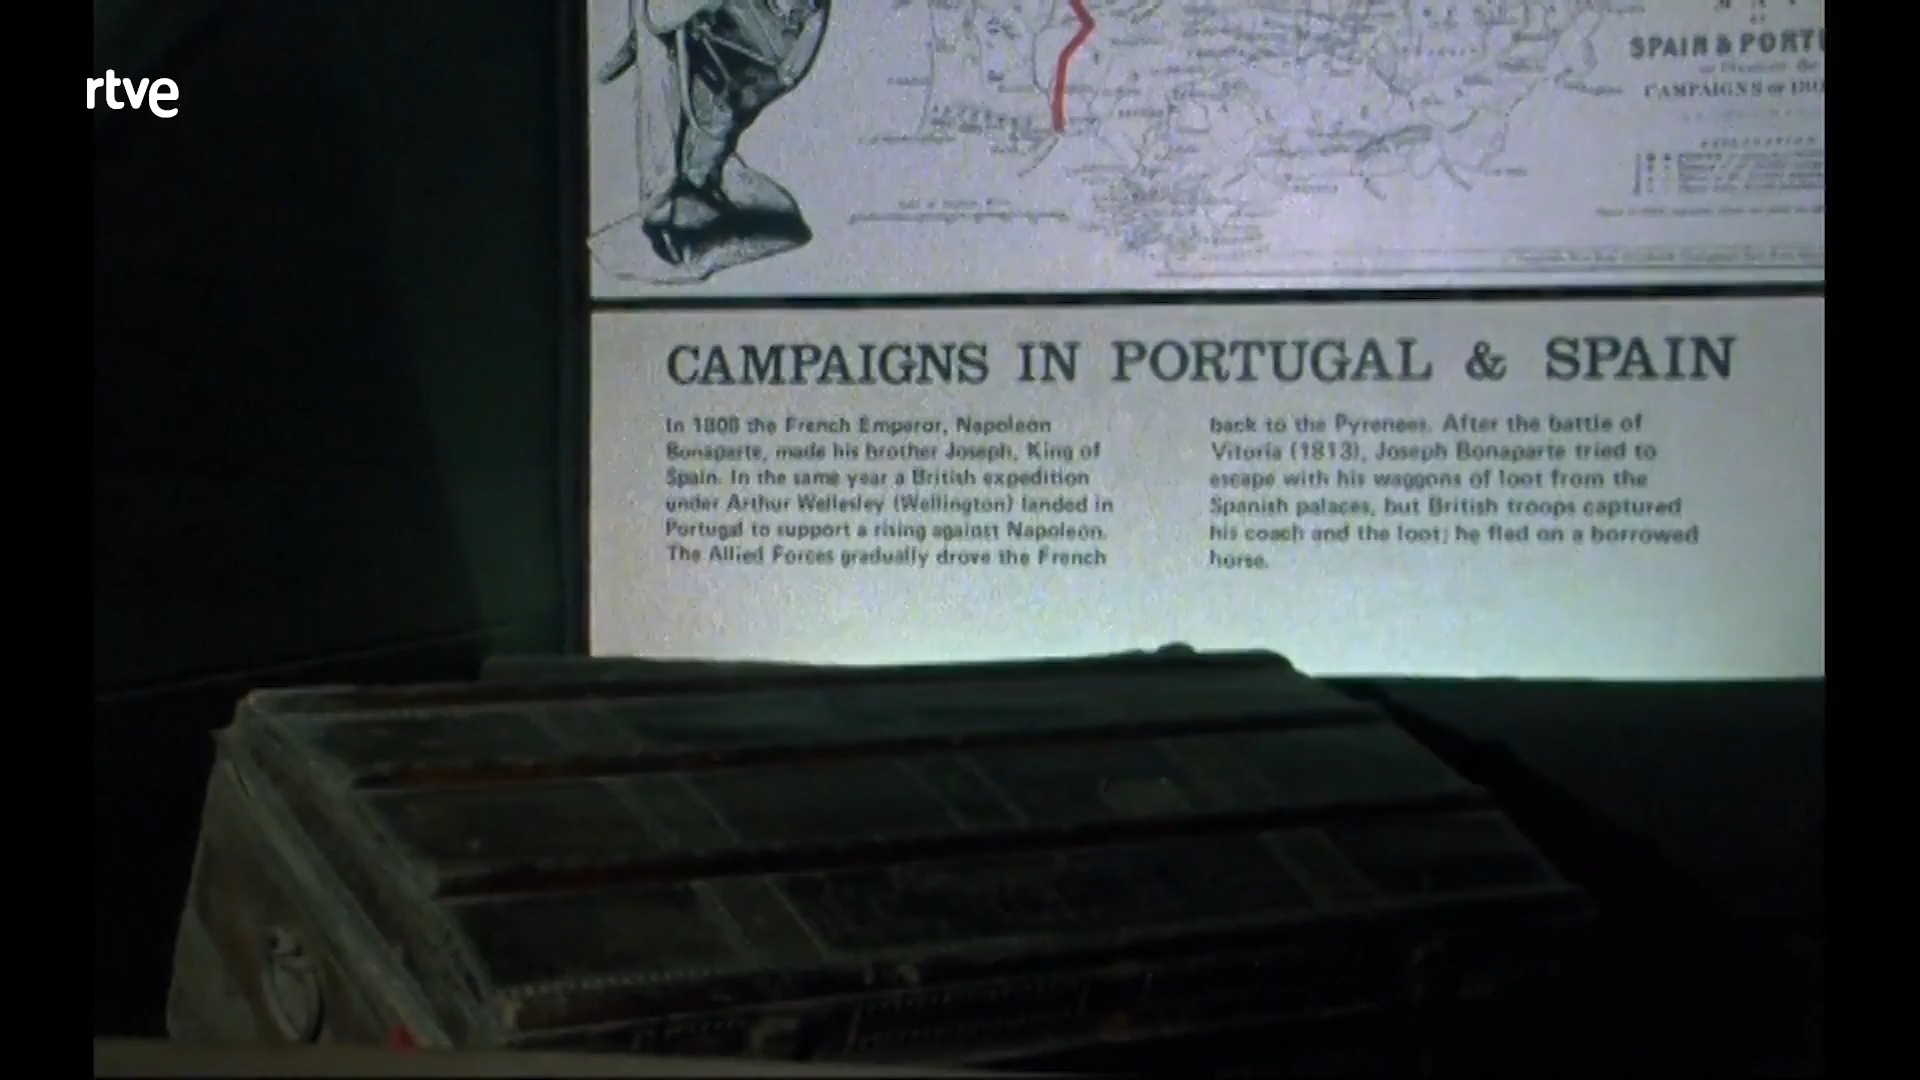 rtve
SPAIN & PORT
CAMPAIGNS OF
CAMPAIGNS IN PORTUGAL & SPAIN
In 1808 the French Emperor, Napoleon
Bonaparte, made his brother Joseph, King of
Spain. In the same year a British expedition
under Arthur Wellesley (Wellington) landed in
Portugal to support a rising against Napoleon.
The Allied Forces gradually drove the French
back to the Pyrenees. After the battle of
Vitoria (1813), Joseph Bonaparte tried to
escape with his waggons of loot from the
Spanish palaces, but British troops captured
his coach and the loot; he fled on a borrowed
horse.